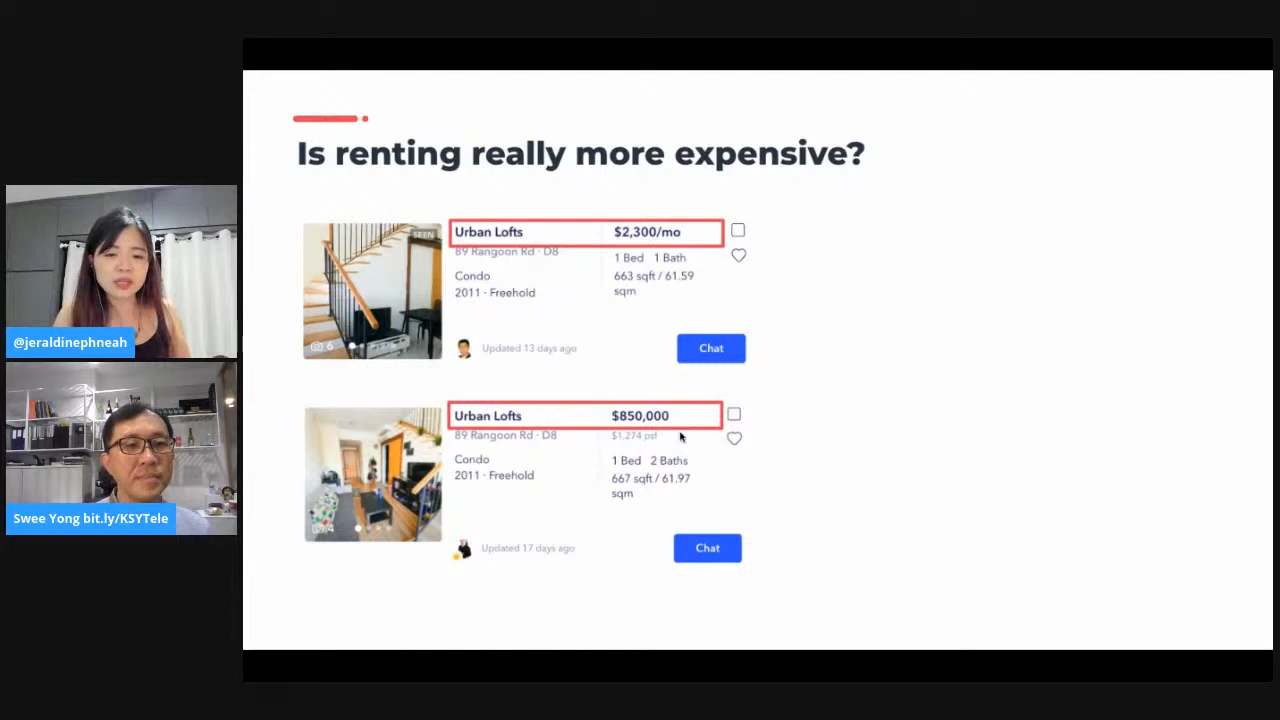 Is renting really more expensive?
SEEN
6
Urban Lofts $2,300/mo
89 Rangoon Rd · D8
1 Bed 1 Bath
Condo
663 sqft / 61.59
sqm
2011 · Freehold
Updated 13 days ago
Chat
@jeraldinephneah
Urban Lofts $850,000
89 Rangoon Rd · D8
$1,274 psf
Condo
1 Bed 2 Baths
2011 · Freehold
667 sqft / 61.97
sqm
Updated 17 days ago
Chat
Swee Yong bit.ly/KSYTele